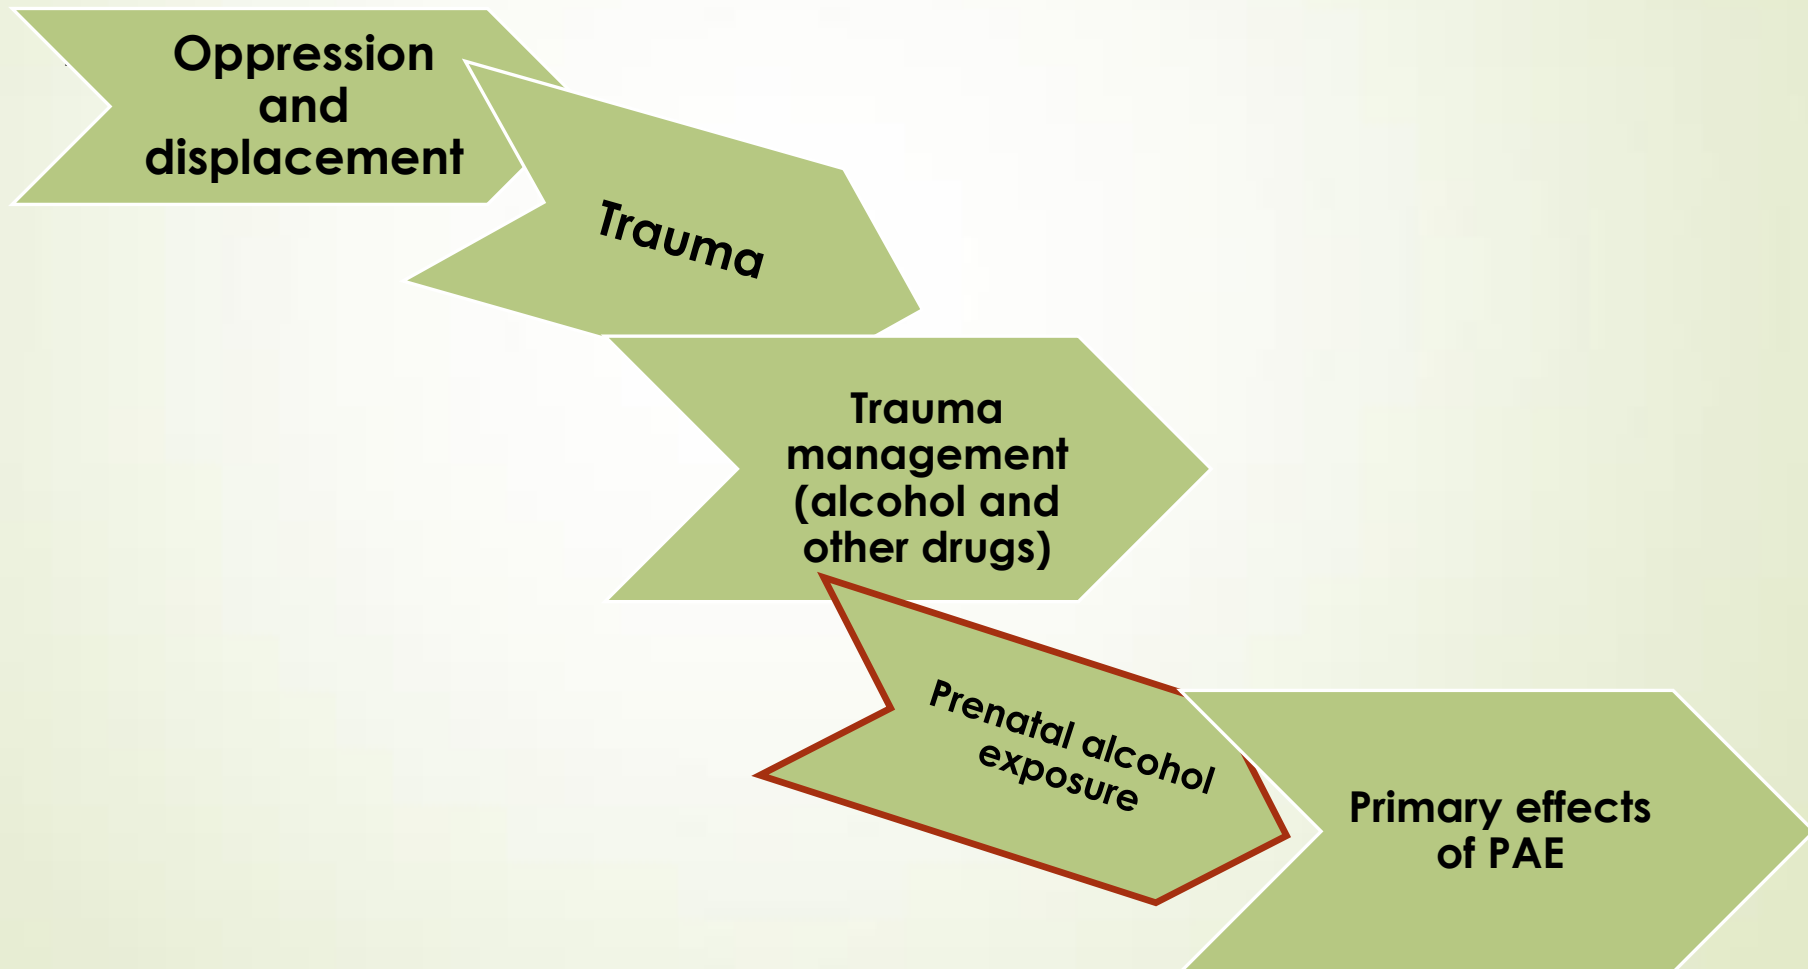 Oppression
and
displacement
Trauma
Trauma
management
(alcohol and
other drugs)
Prenatal alcohol
exposure
Primary effects
of PAE